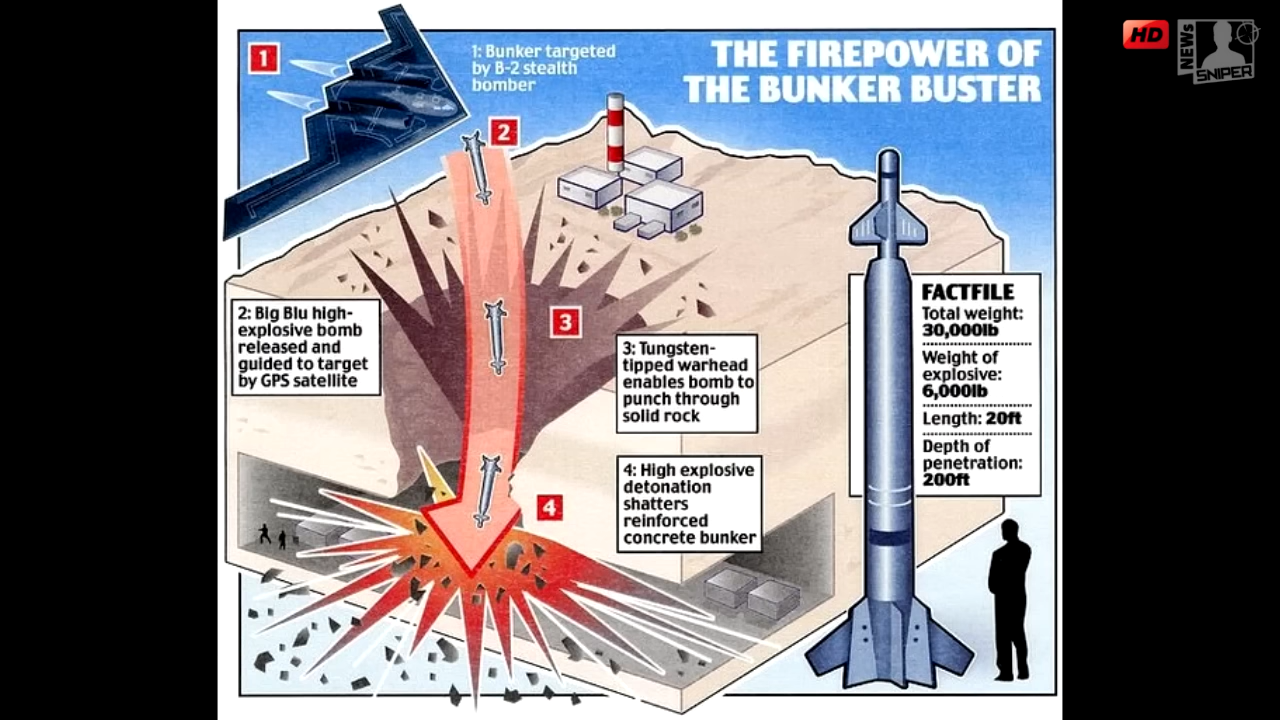 HD
NEWS
SNIPER
THE FIREPOWER OF
THE BUNKER BUSTER
1
1: Bunker targeted
by B-2 stealth
bomber
2
2: Big Blu high-
explosive bomb
released and
guided to target
by GPS satellite
3
3: Tungsten-
tipped warhead
enables bomb to
punch through
solid rock
4
4: High explosive
detonation
shatters
reinforced
concrete bunker
FACTFILE
Total weight:
30,000lb
Weight of
explosive:
6,000lb
Length: 20ft
Depth of
penetration:
200ft